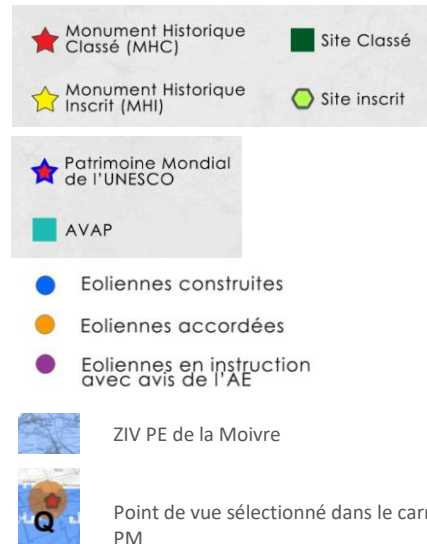 Monument Historique
Classé (MHC)
Site Classé
Monument Historique
Inscrit (MHI)
Site inscrit
Patrimoine Mondial
de l'UNESCO
AVAP
Eoliennes construites
Eoliennes accordées
Eoliennes en instruction
avec avis de l'AE
ZIV PE de la Moivre
Point de vue sélectionné dans le carr
Q
PM